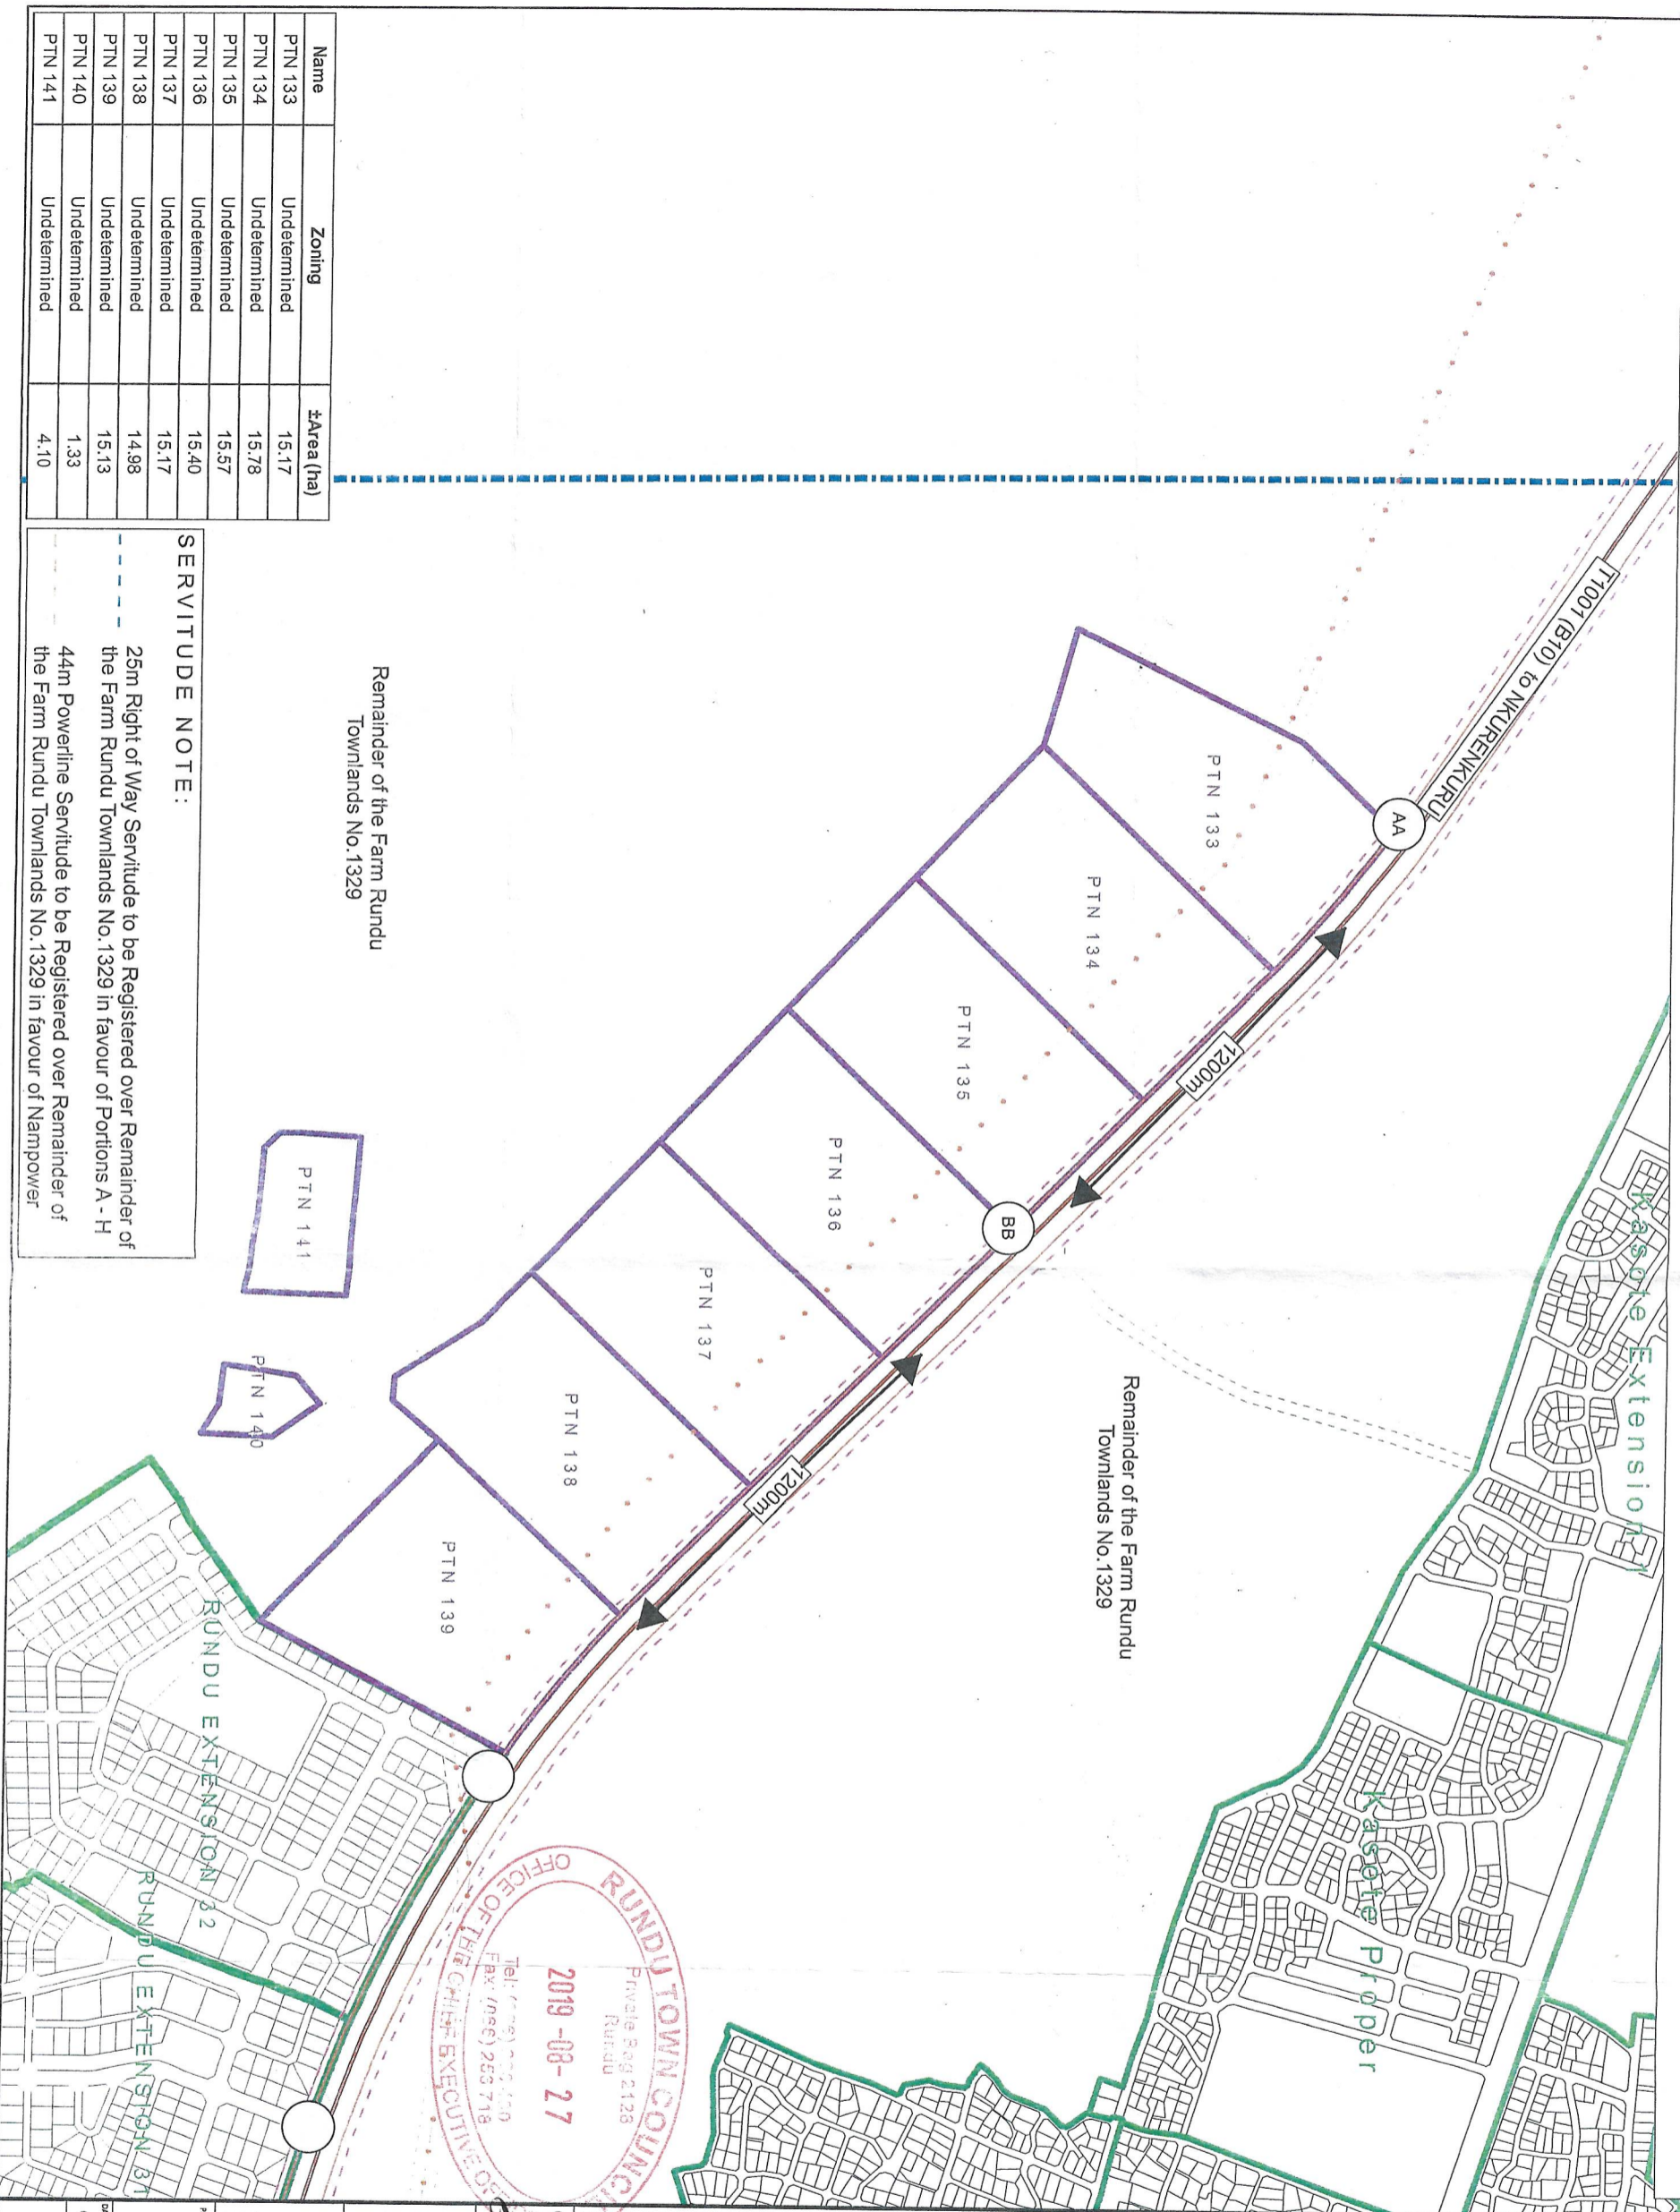 T1001 (B10) to NKURENKURU
AA
1200m
BB
1200m
Kasote Extension 1
Kasote Proper
Remainder of the Farm Rundu
Townlands No.1329
PTN 133
PTN 134
PTN 135
PTN 136
PTN 137
PTN 138
PTN 139
PTN 140
PTN 141
Remainder of the Farm Rundu
Townlands No.1329
RUNDU EXTENSION 32
RUNDU EXTENSION 31
RUNDU TOWN COUNC
Private Bag 2123
Rundu
2019 -08- 27
Tel:
Fax: (066) 255718
OFFICE OF THE CHIEF EXECUTIVE
Name Zoning ±Area (ha)
PTN 133 Undetermined 15.17
PTN 134 Undetermined 15.78
PTN 135 Undetermined 15.57
PTN 136 Undetermined 15.40
PTN 137 Undetermined 15.17
PTN 138 Undetermined 14.98
PTN 139 Undetermined 15.13
PTN 140 Undetermined 1.33
PTN 141 Undetermined 4.10
SERVITUDE NOTE:
25m Right of Way Servitude to be Registered over Remainder of
the Farm Rundu Townlands No.1329 in favour of Portions A - H
44m Powerline Servitude to be Registered over Remainder of
the Farm Rundu Townlands No.1329 in favour of Nampower